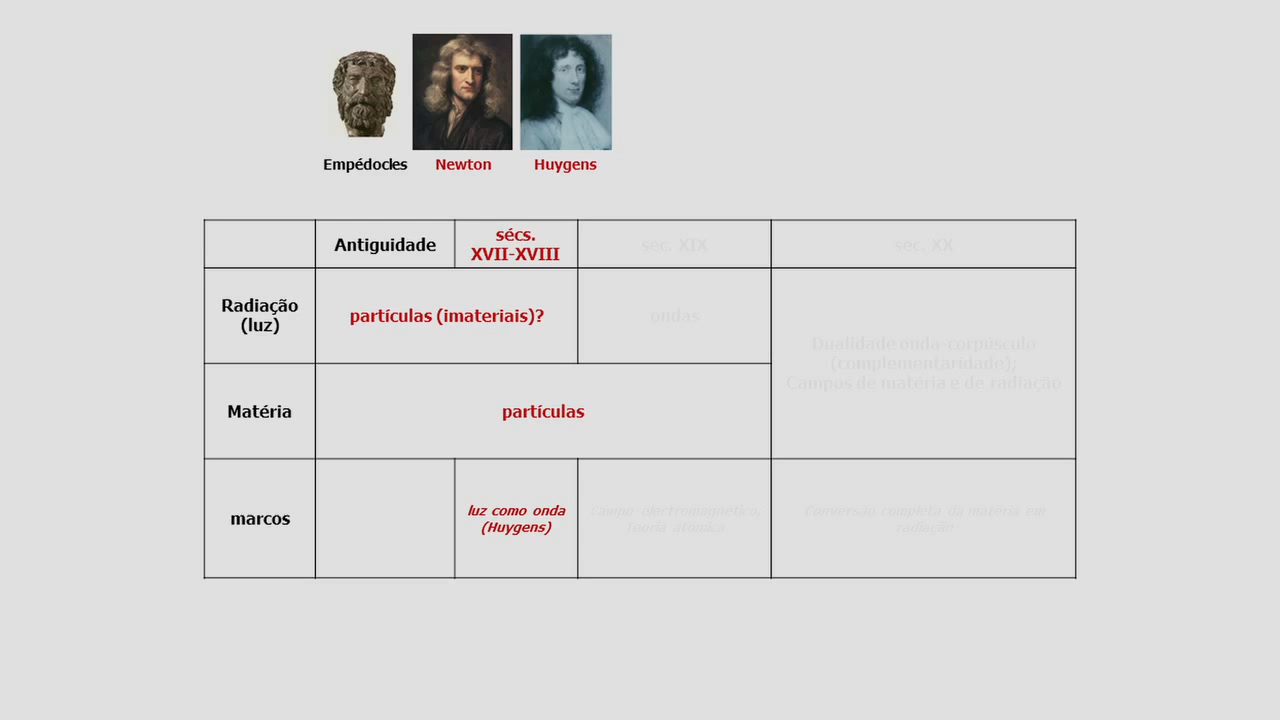 Empédocles
Newton
Huygens
Antiguidade
sécs.
XVII-XVIII
séc. XIX
séc. XX
Radiação
(luz)
partículas (imateriais)?
ondas
Dualidade onda-corpúsculo
(complementaridade);
Campos de matéria e de radiação
Matéria
partículas
marcos
luz como onda
(Huygens)
Campo electromagnético,
Teoria atómica
Conversão completa da matéria em
radiação